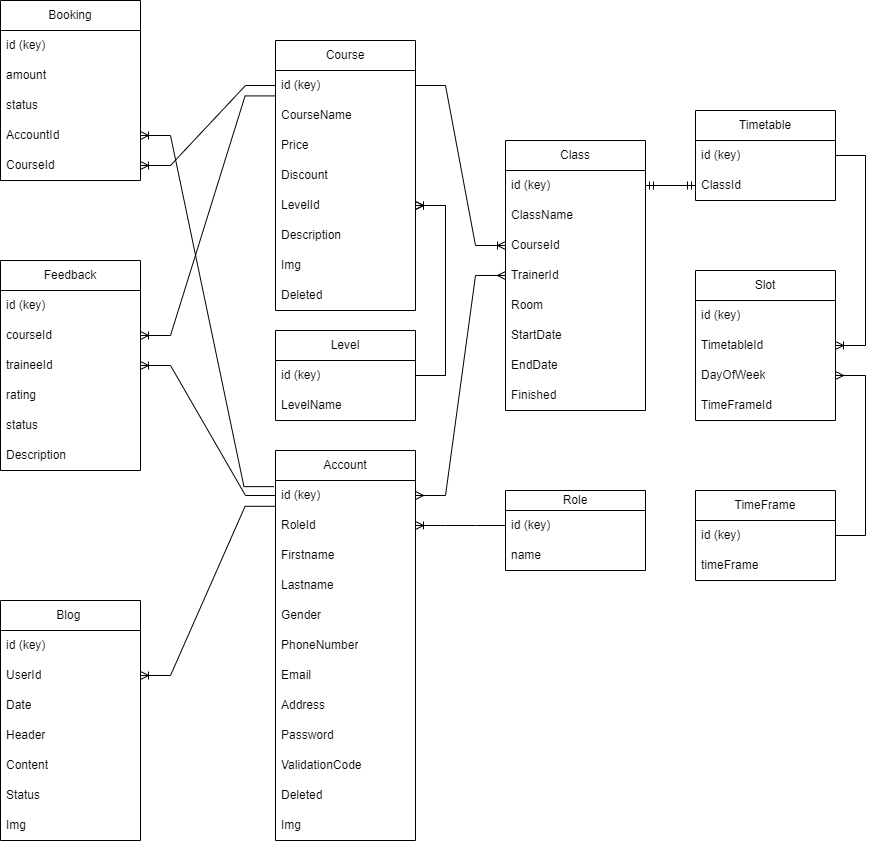 Booking
id (key)
amount
status
AccountId
CourseId
Feedback
id (key)
courseId
traineeId
rating
status
Description
Blog
id (key)
UserId
Date
Header
Content
Status
Img
Course
id (key)
CourseName
Price
Discount
LevelId
Description
Img
Deleted
Level
id (key)
LevelName
Account
id (key)
RoleId
Firstname
Lastname
Gender
PhoneNumber
Email
Address
Password
ValidationCode
Deleted
Img
Class
id (key)
ClassName
CourseId
TrainerId
Room
StartDate
EndDate
Finished
Role
id (key)
name
Timetable
id (key)
ClassId
Slot
id (key)
TimetableId
DayOfWeek
TimeFrameId
TimeFrame
id (key)
timeFrame